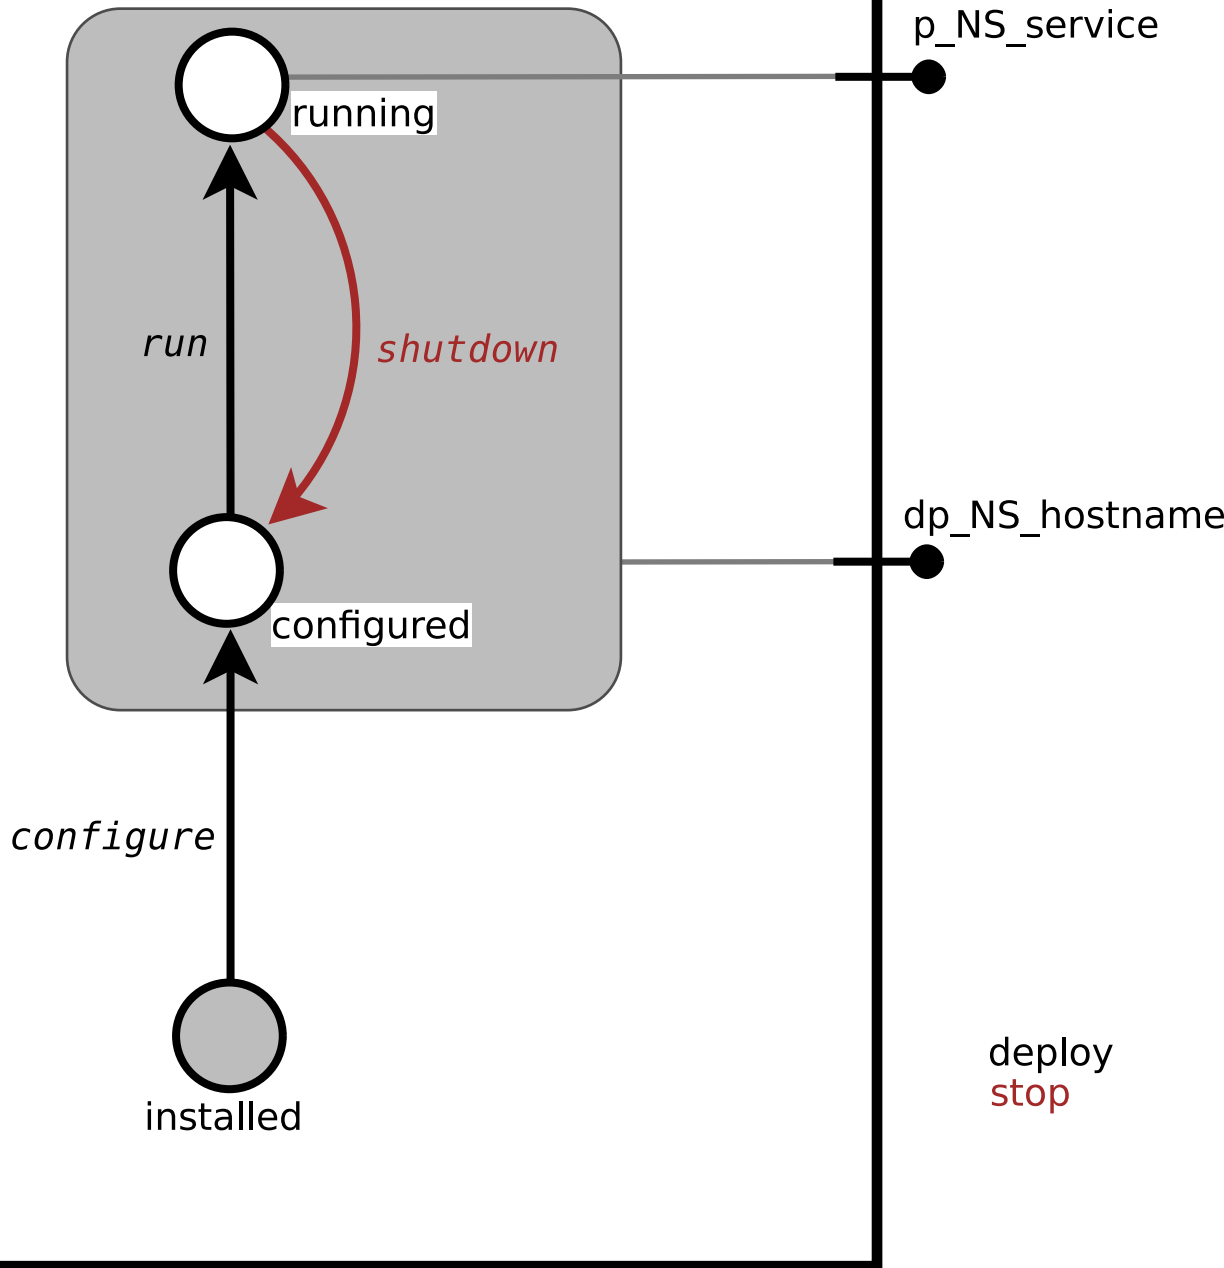 p_NS_service
running
run
shutdown
dp_NS_hostname
configured
configure
deploy
stop
installed